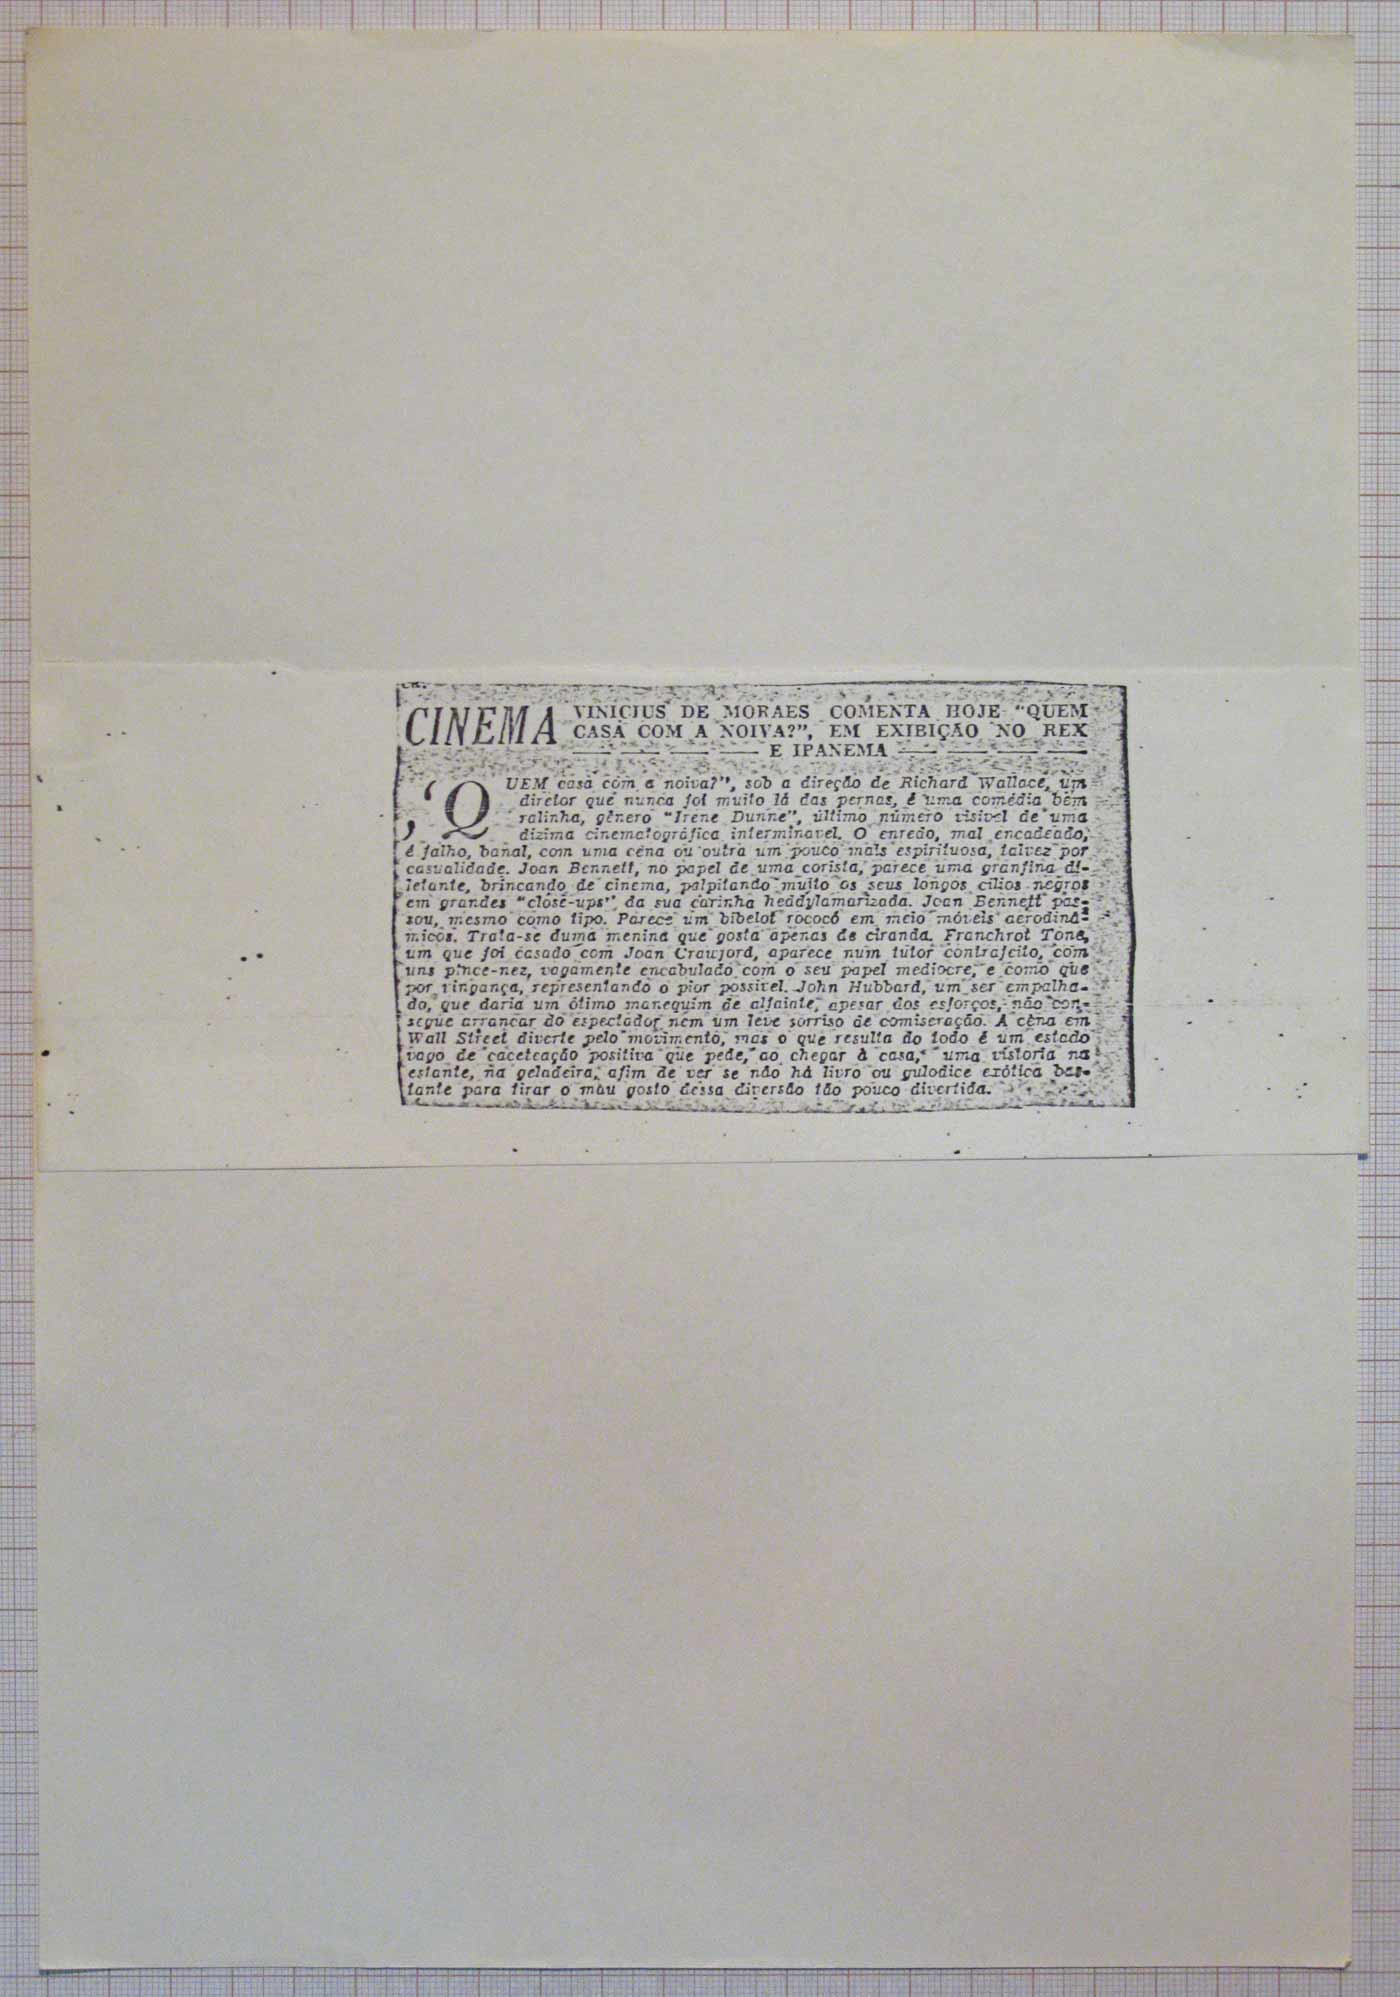 CINEMA VINICIUS DE MORAES COMENTA HOJE "QUEM
CASA COM A NOIVA?", EM EXIBIÇÃO NO REX
E IPANEMA
"QUEM casa com a noiva?", sob a direção de Richard Wallace, um
diretor que nunca foi muito lá das pernas, é uma comédia bem
ralinha, gênero "Irene Dunne", último número visivel de uma
dízima cinematográfica interminavel. O enredo, mal encadeado,
é falho, banal, com uma cêna ou outra um pouco mais espirituosa, talvez por
casualidade. Joan Bennett, no papel de uma corista, parece uma granfina di-
letante, brincando de cinema, palpitando muito os seus longos cílios negros
em grandes "close-ups" da sua carinha heddylamarizada. Joan Bennett pas-
sou, mesmo como tipo. Parece um bibelot rococó em meio móveis aerodinâ-
micos. Trata-se duma menina que gosta apenas de ciranda. Franchrot Tone,
um que foi casado com Joan Crawford, aparece num tutor contrafeito, com
uns pince-nez, vagamente encabulado com o seu papel mediocre, e como que
por vingança, representando o pior possivel. John Hubbard, um ser empalha-
do, que daria um ótimo manequim de alfaiate, apesar dos esforços, não con-
segue arrancar do espectador nem um leve sorriso de comiseração. A cêna em
Wall Street diverte pelo movimento, mas o que resulta do todo é um estado
vago de caceteação positiva que pede, ao chegar à casa, uma vistoria na
estante, na geladeira, afim de ver se não há livro ou gulodice exótica bas-
tante para tirar o mau gosto dessa diversão tão pouco divertida.